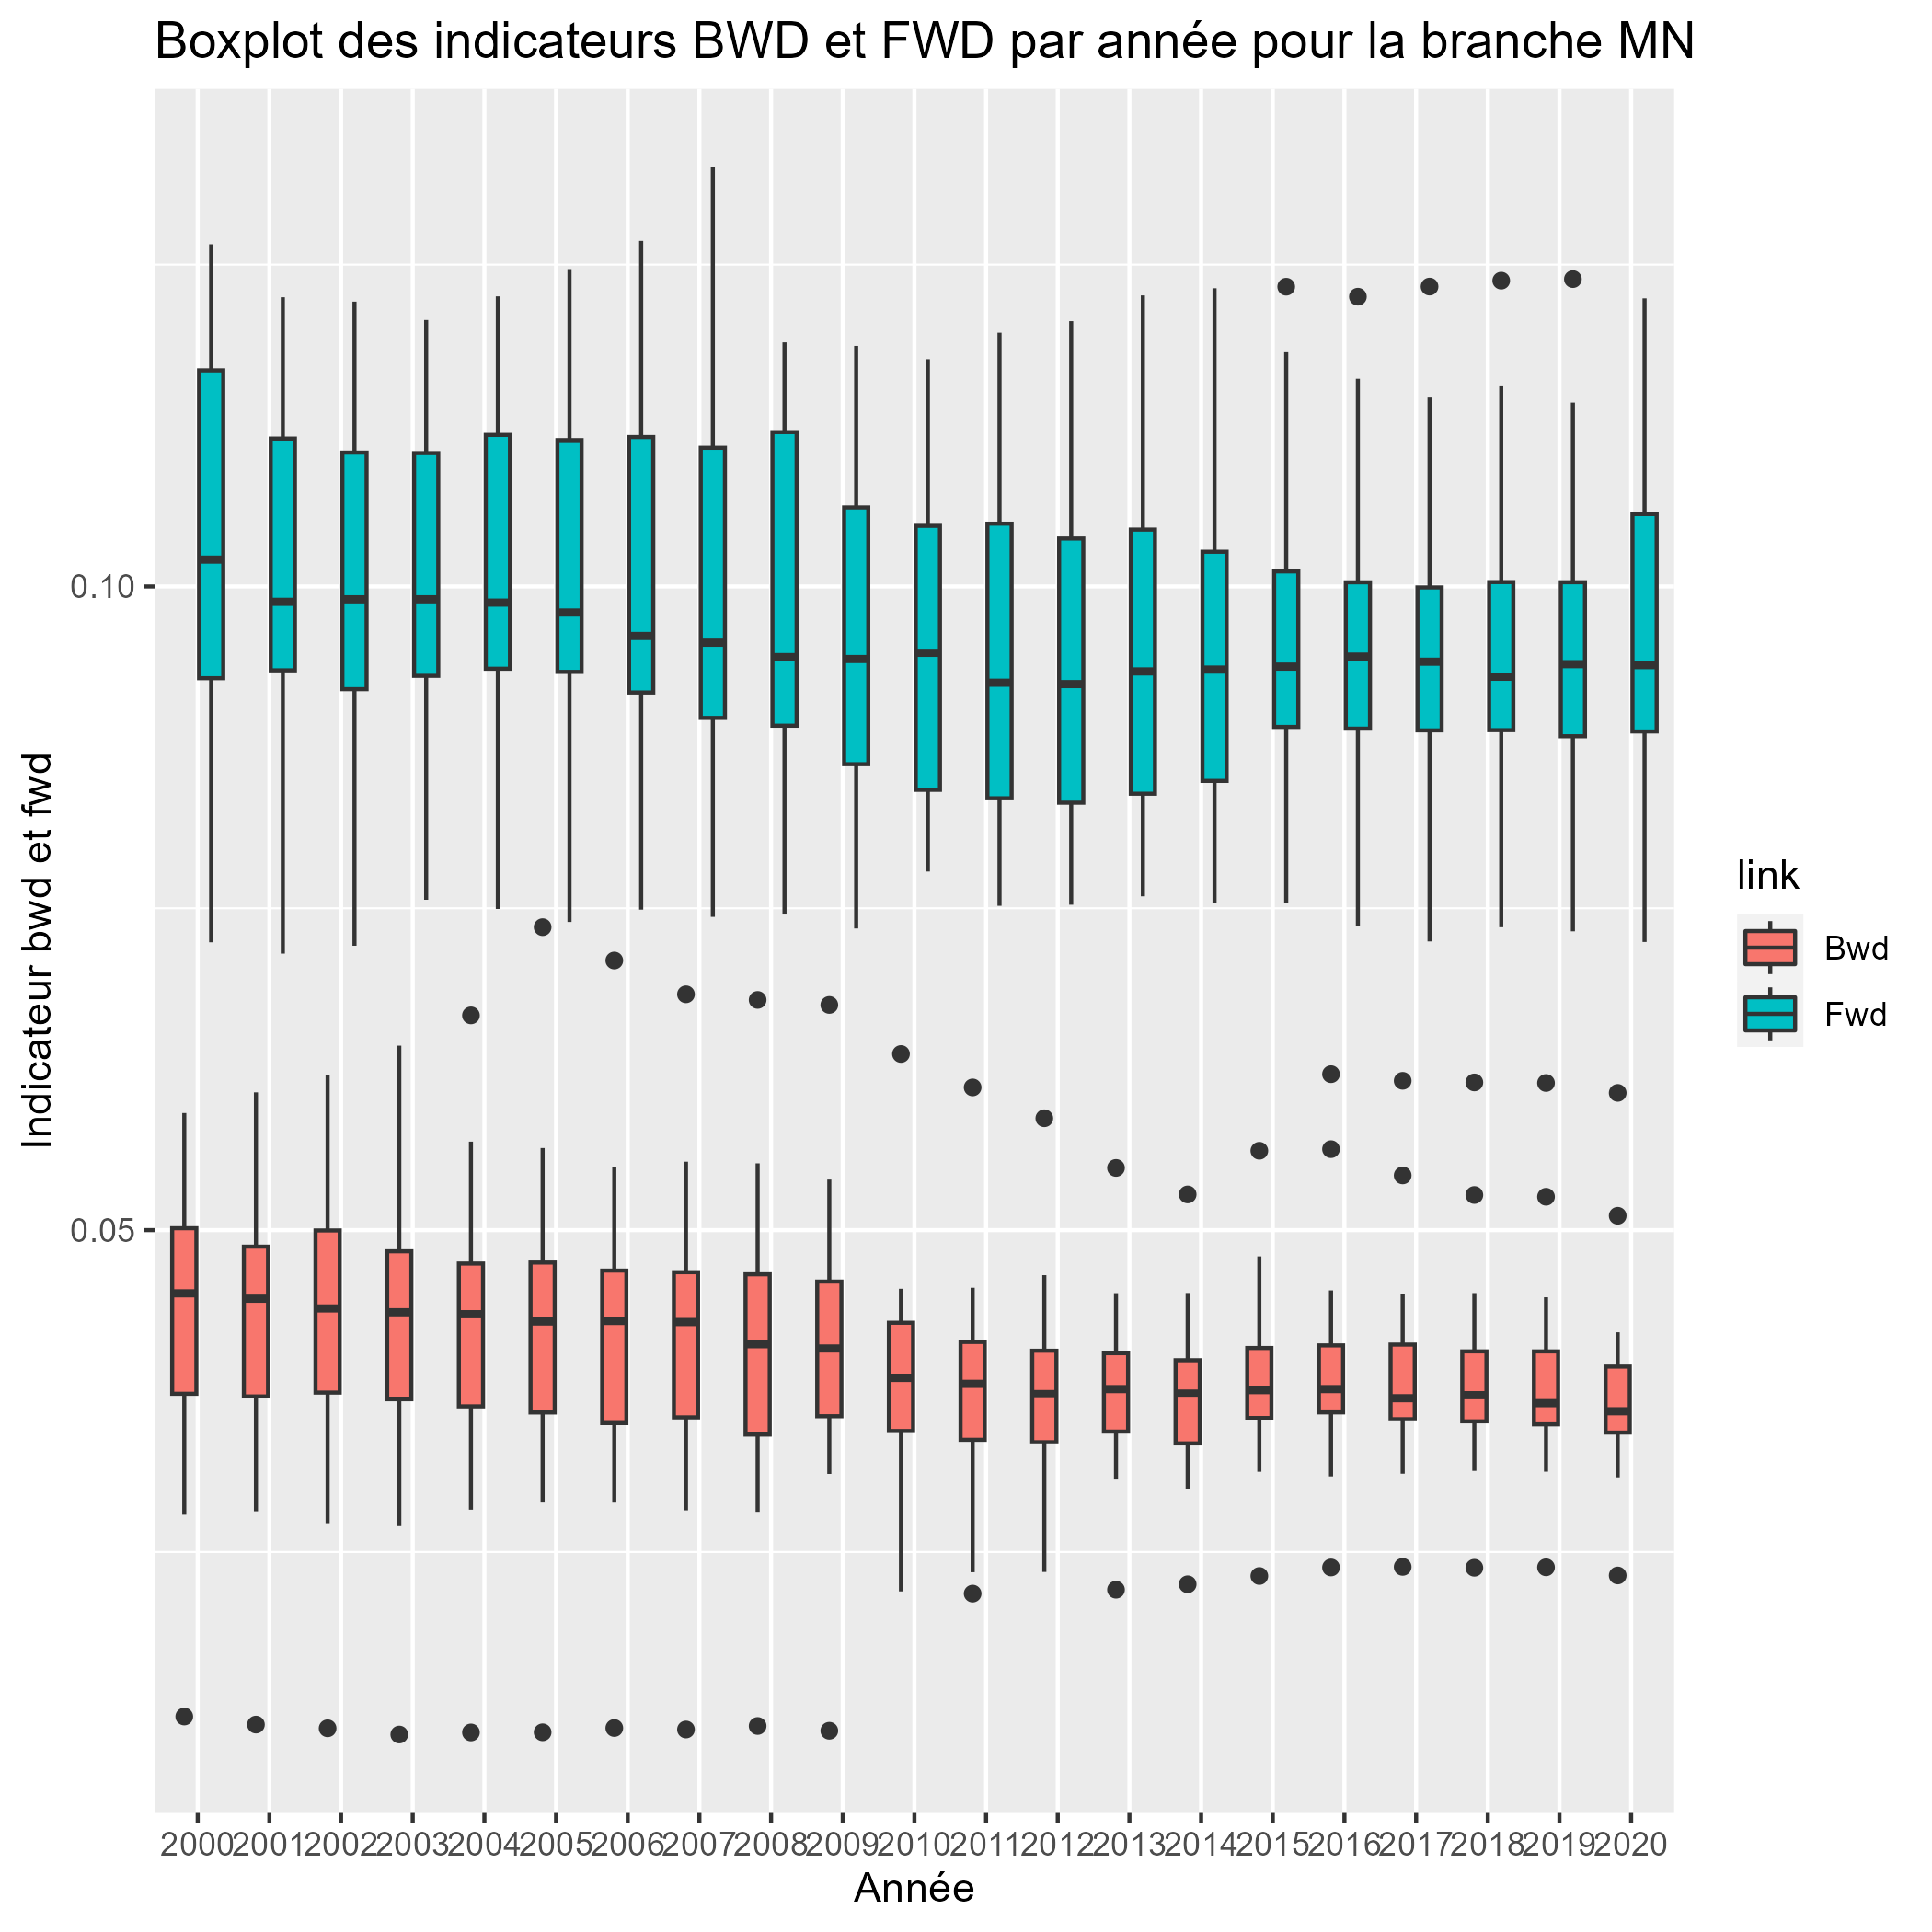 Boxplot des indicateurs BWD et FWD par année pour la branche MN
Indicateur bwd et fwd
0.10
0.05
link
Bwd
Fwd
2000 2001 2002 2003 2004 2005 2006 2007 2008 2009 2010 2011 2012 2013 2014 2015 2016 2017 2018 2019 2020
Année